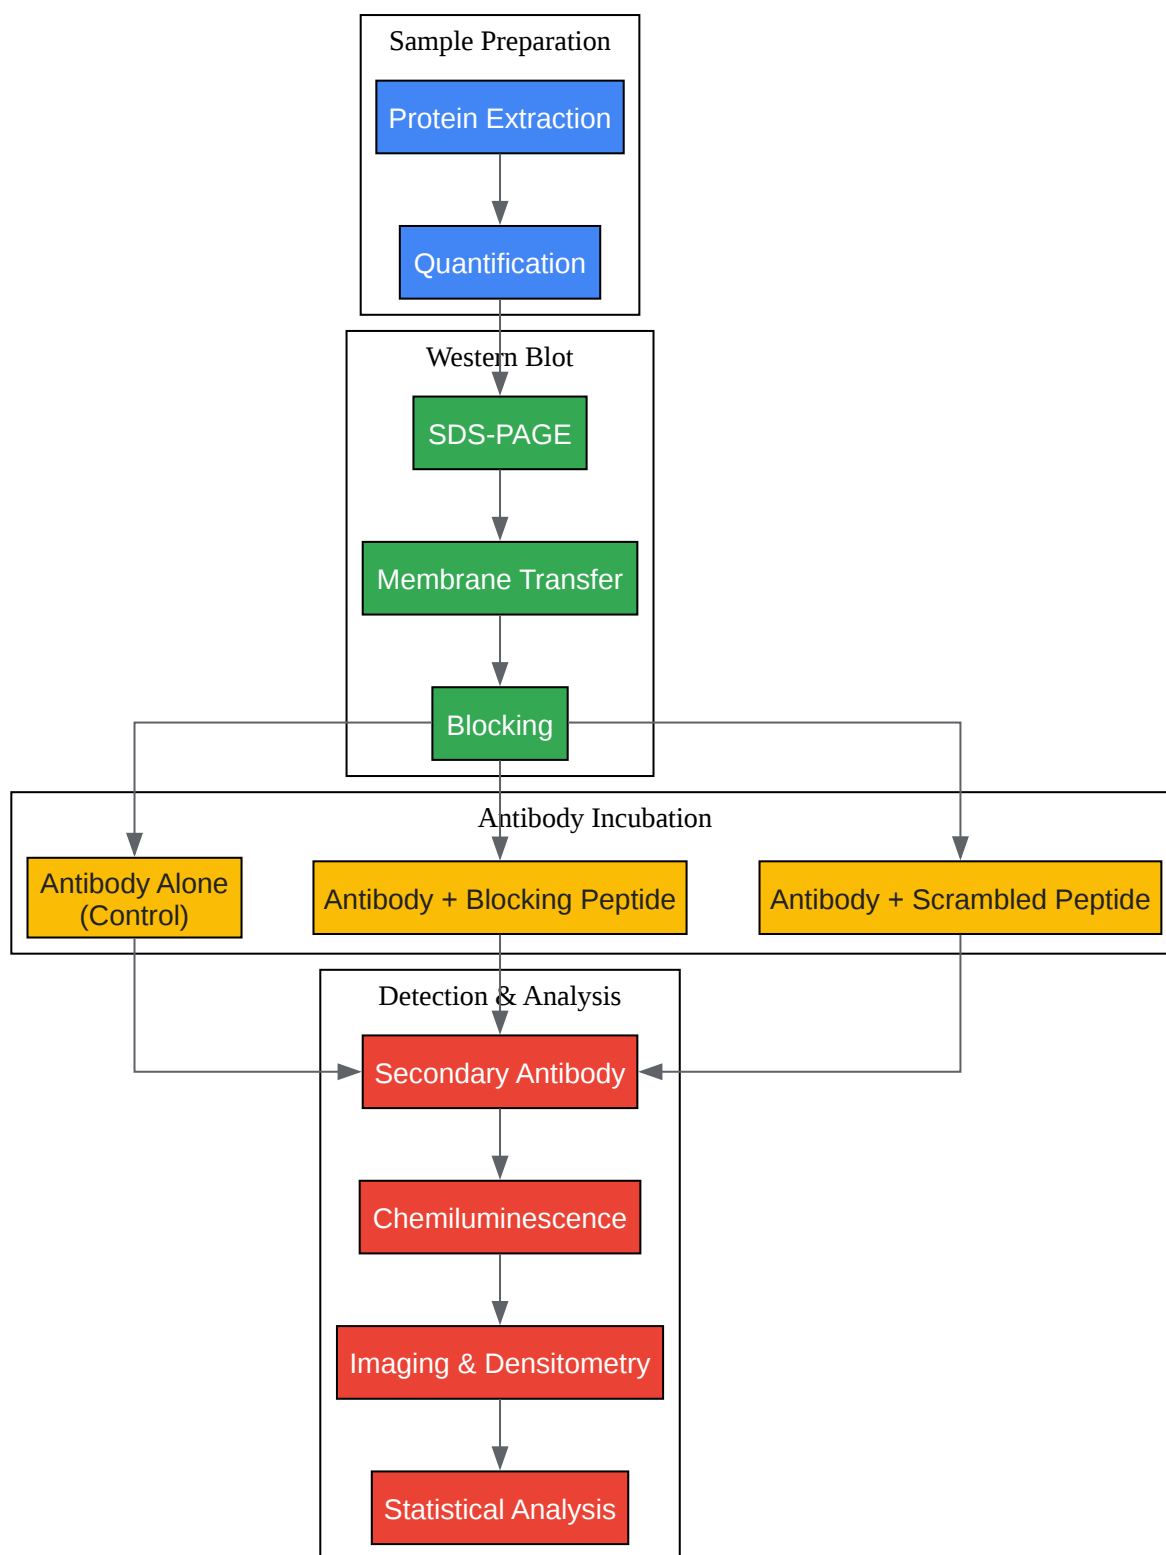 Sample Preparation
Protein Extraction
Quantification
Western Blot
SDS-PAGE
Membrane Transfer
Blocking
Antibody Incubation
Antibody Alone
(Control)
Antibody + Blocking Peptide
Antibody + Scrambled Peptide
Detection & Analysis
Secondary Antibody
Chemiluminescence
Imaging & Densitometry
Statistical Analysis